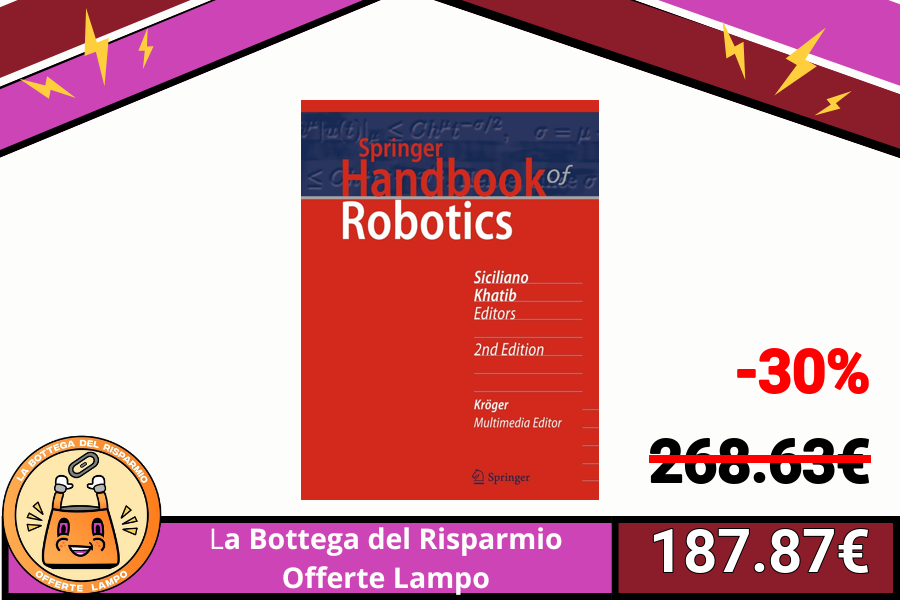 Springer
Handbook of
Robotics
Siciliano
Khatib
Editors
2nd Edition
Kröger
Multimedia Editor
Springer
-30%
268.63€
LA BOTTEGA DEL RISPARMIO
OFFERTE LAMPO
La Bottega del Risparmio
Offerte Lampo
187.87€